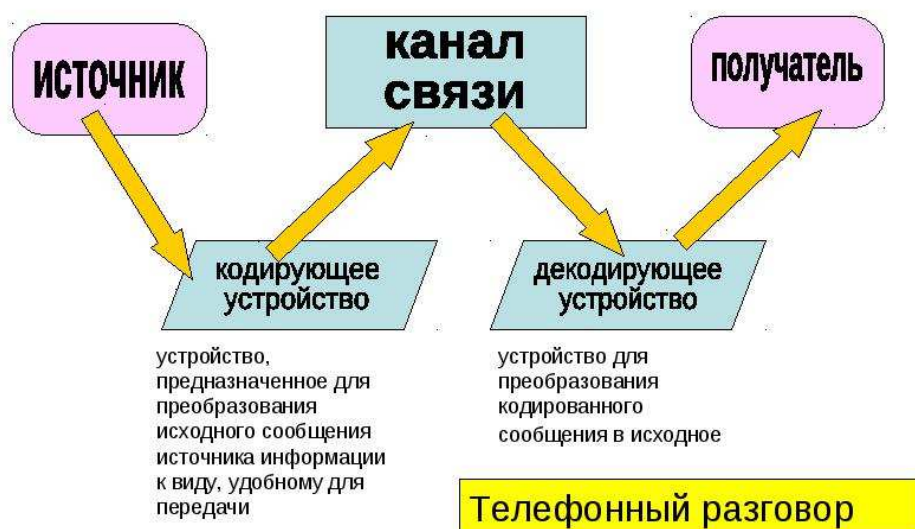 источник
канал
связи
получатель
кодирующее
устройство
декодирующее
устройство
устройство,
предназначенное для
преобразования
исходного сообщения
источника информации
к виду, удобному для
передачи
устройство для
преобразования
кодированного
сообщения в исходное
Телефонный разговор